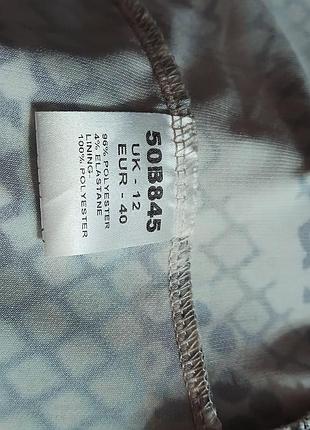 50B845
UK - 12
EUR - 40
96% POLYESTER
4% ELASTANE
LINING-
100% POLYESTER